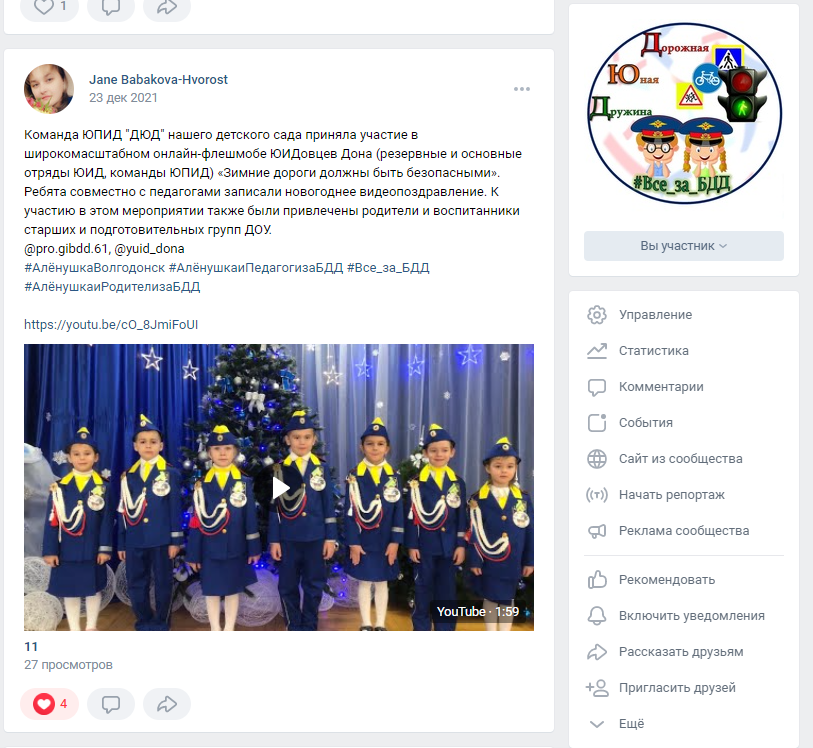 1
Jane Babakova-Hvorost
23 дек 2021
Команда ЮПИД "ДЮД" нашего детского сада приняла участие в
широкомасштабном онлайн-флешмобе ЮИДовцев Дона (резервные и основные
отряды ЮИД, команды ЮПИД) «Зимние дороги должны быть безопасными».
Ребята совместно с педагогами записали новогоднее видеопоздравление. К
участию в этом мероприятии также были привлечены родители и воспитанники
старших и подготовительных групп ДОУ.
@pro.gibdd.61, @yuid_dona
#АлёнушкаВолгодонск #АлёнушкаиПедагогизаБДД #Все_за_БДД
#АлёнушкаиРодителизаБДД
https://youtu.be/cO_8JmiFoUI
YouTube · 1:59
11
27 просмотров
4
Дорожная
Юная
Дружина
#Все_за_БДД
Вы участник
Управление
Статистика
Комментарии
События
Сайт из сообщества
Начать репортаж
Реклама сообщества
Рекомендовать
Включить уведомления
Рассказать друзьям
Пригласить друзей
Ещё